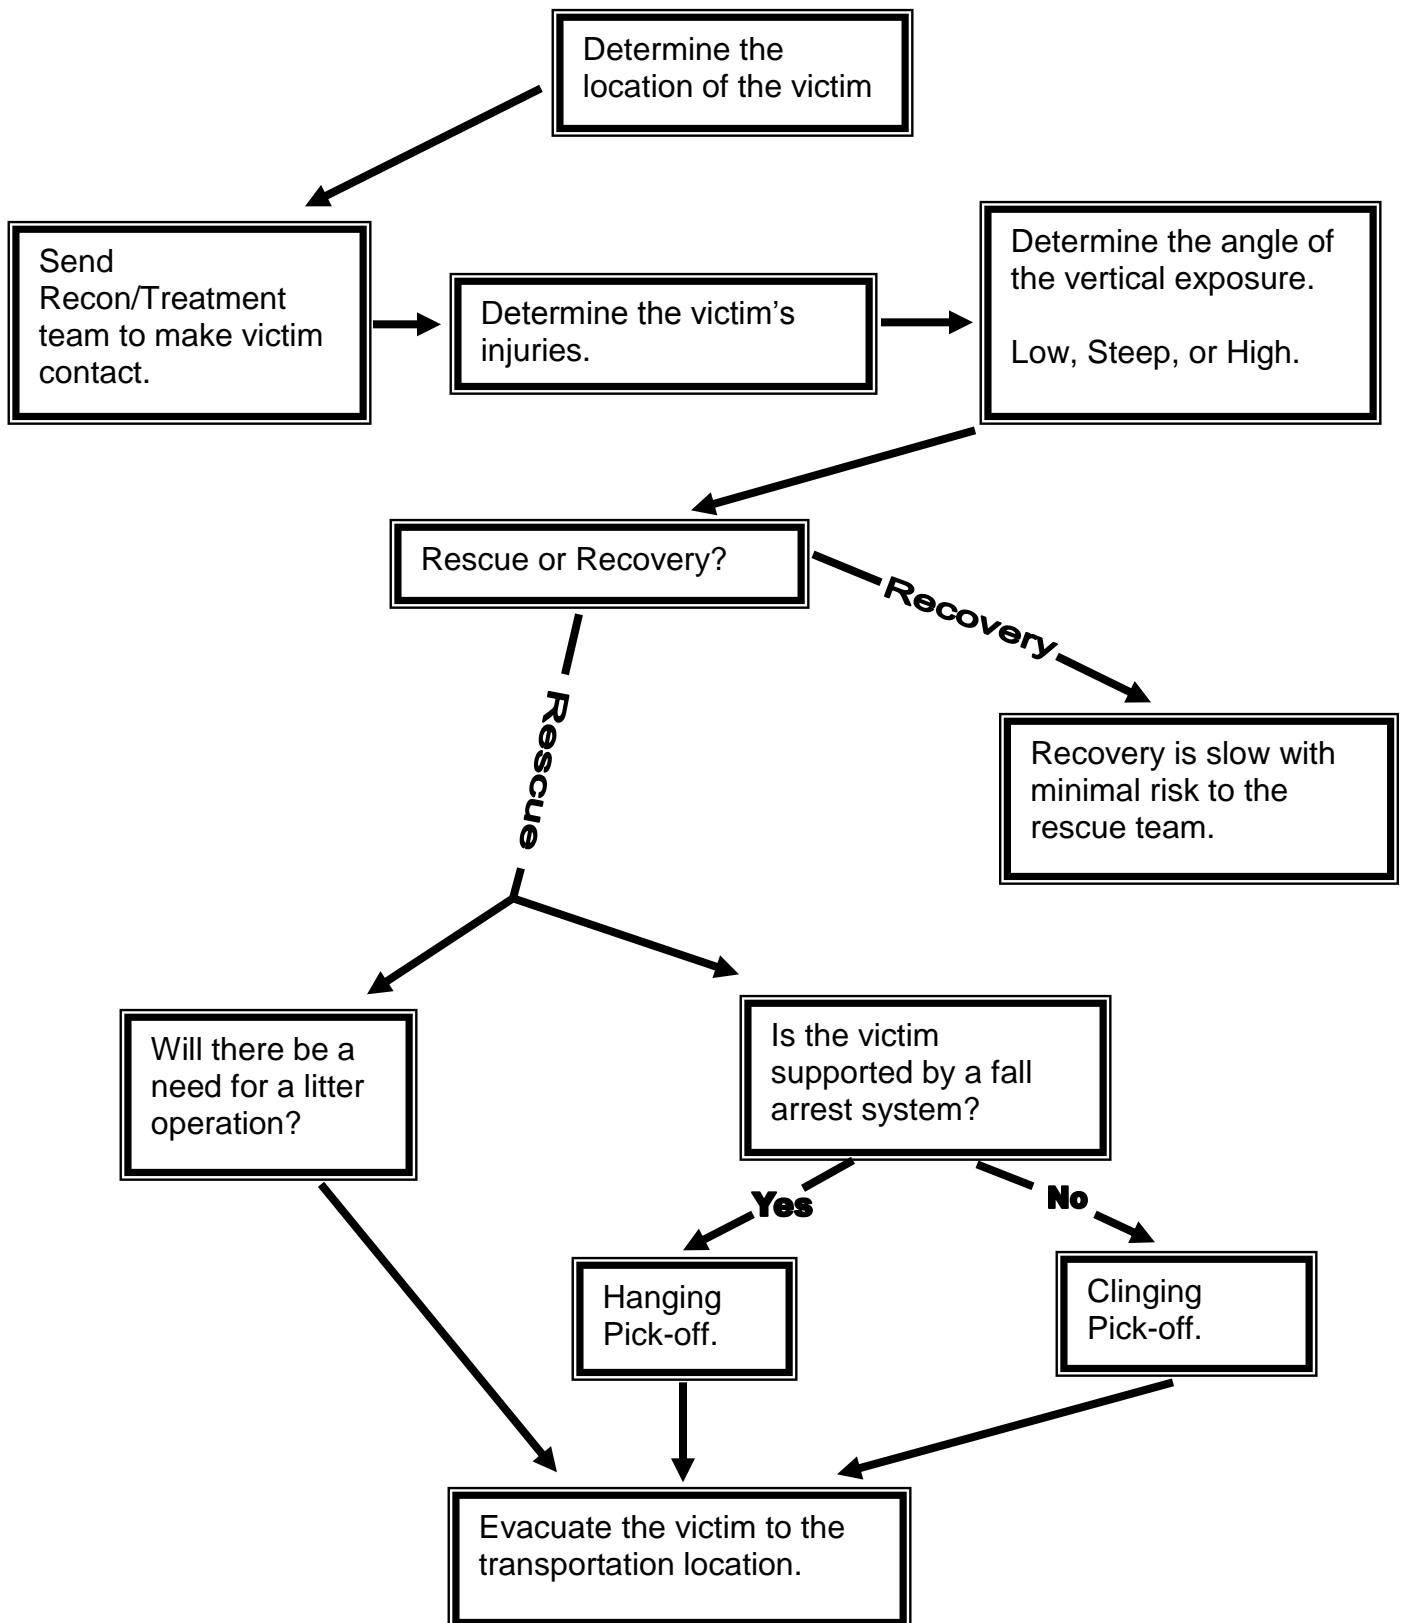 Determine the
location of the victim
Send
Recon/Treatment
team to make victim
contact.
Determine the victim’s
injuries.
Determine the angle of
the vertical exposure.
Low, Steep, or High.
Rescue or Recovery?
Recovery
Rescue
Recovery is slow with
minimal risk to the
rescue team.
Will there be a
need for a litter
operation?
Is the victim
supported by a fall
arrest system?
Yes
No
Hanging
Pick-off.
Clinging
Pick-off.
Evacuate the victim to the
transportation location.